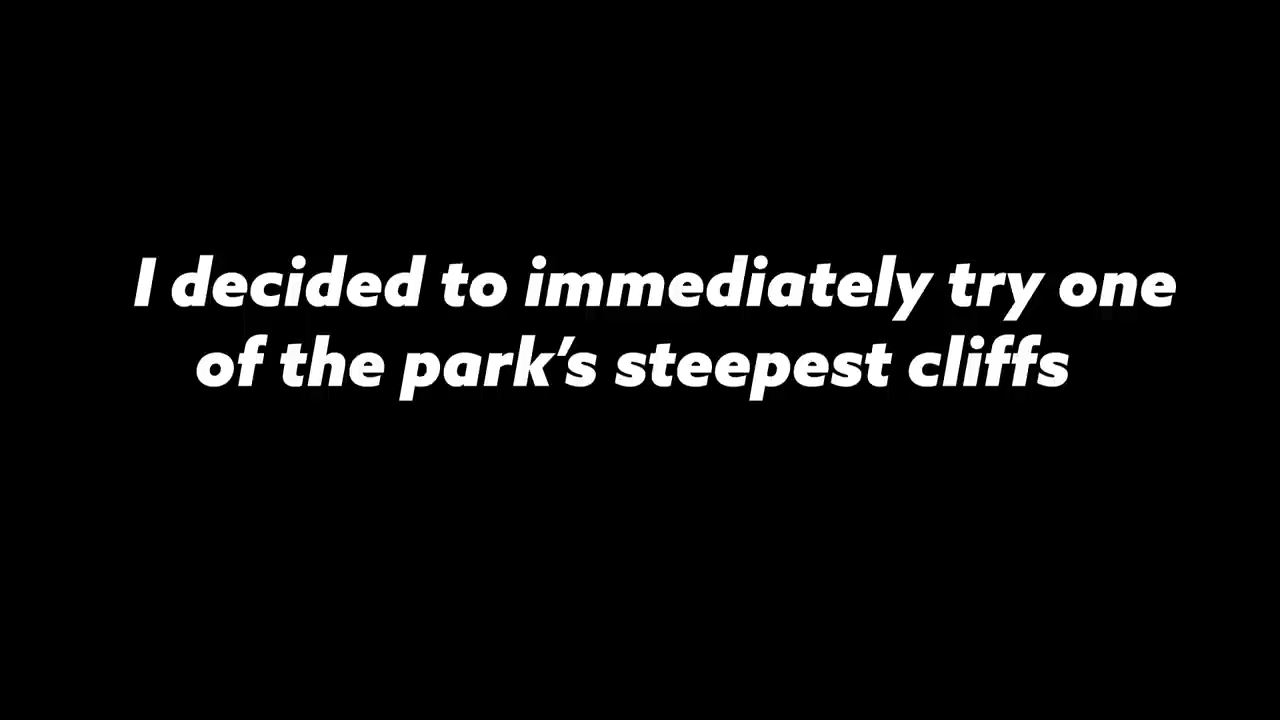 I decided to immediately try one
of the park’s steepest cliffs